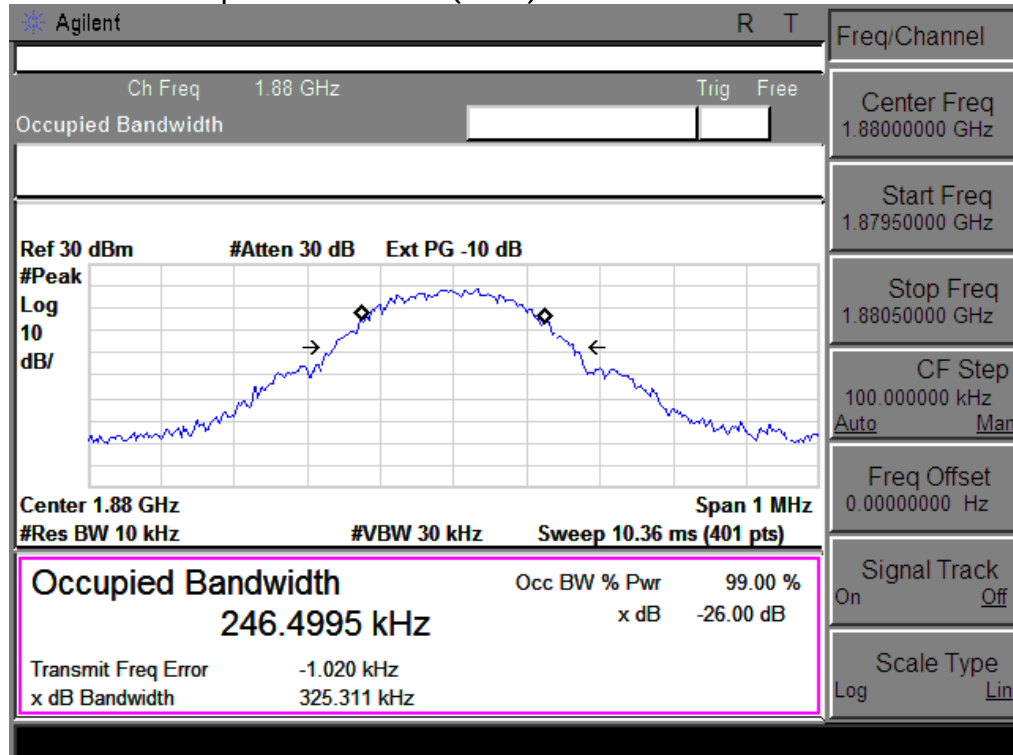 Agilent R T
Ch Freq 1.88 GHz Trig Free
Occupied Bandwidth
Ref 30 dBm #Atten 30 dB Ext PG -10 dB
#Peak
Log
10
dB/
Center 1.88 GHz Span 1 MHz
#Res BW 10 kHz #VBW 30 kHz Sweep 10.36 ms (401 pts)
Occupied Bandwidth Occ BW % Pwr 99.00 %
246.4995 kHz x dB -26.00 dB
Transmit Freq Error -1.020 kHz
x dB Bandwidth 325.311 kHz
Freq/Channel
Center Freq
1.88000000 GHz
Start Freq
1.87950000 GHz
Stop Freq
1.88050000 GHz
CF Step
100.000000 kHz
Auto Man
Freq Offset
0.00000000 Hz
Signal Track
On Off
Scale Type
Log Lin